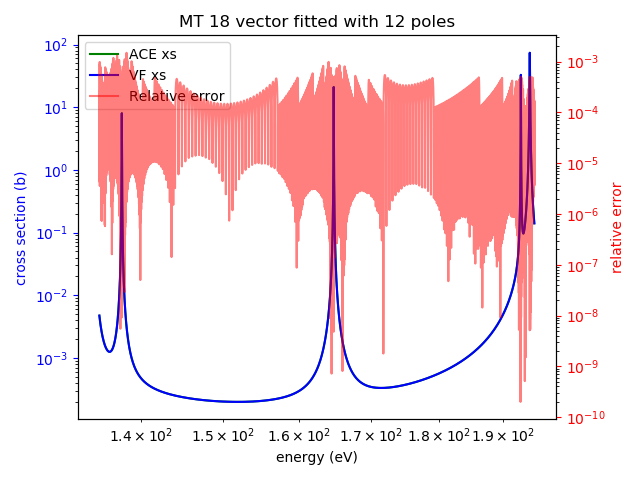 MT 18 vector fitted with 12 poles
ACE xs
VF xs
Relative error
cross section (b)
10²
10¹
10⁰
10⁻¹
10⁻²
10⁻³
relative error
10⁻³
10⁻⁴
10⁻⁵
10⁻⁶
10⁻⁷
10⁻⁸
10⁻⁹
10⁻¹⁰
1.4 × 10² 1.5 × 10² 1.6 × 10² 1.7 × 10² 1.8 × 10² 1.9 × 10²
energy (eV)